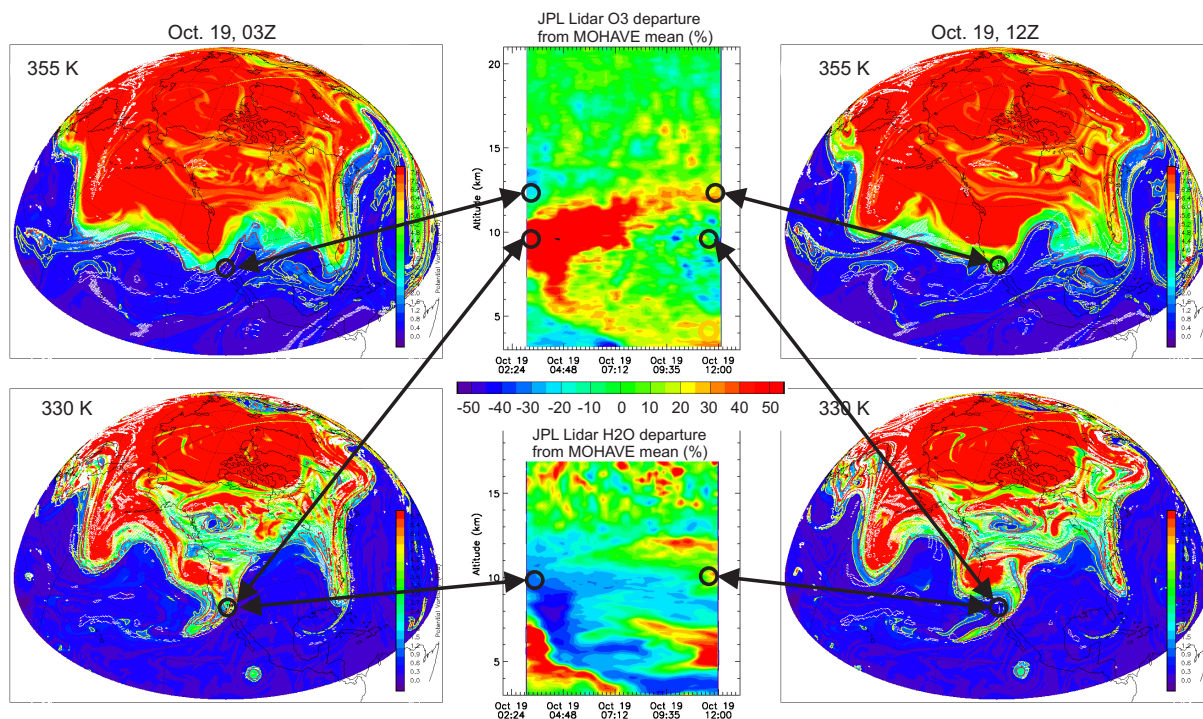 Oct. 19, 03Z
JPL Lidar O3 departure
from MOHAVE mean (%)
Oct. 19, 12Z
355 K
355 K
20
15
10
5
Altitude (km)
Oct 19 Oct 19 Oct 19 Oct 19 Oct 19
02:24 04:48 07:12 09:35 12:00
-50 -40 -30 -20 -10 0 10 20 30 40 50
330 K
330 K
JPL Lidar H2O departure
from MOHAVE mean (%)
15
10
5
Altitude (km)
Oct 19 Oct 19 Oct 19 Oct 19 Oct 19
02:24 04:48 07:12 09:35 12:00